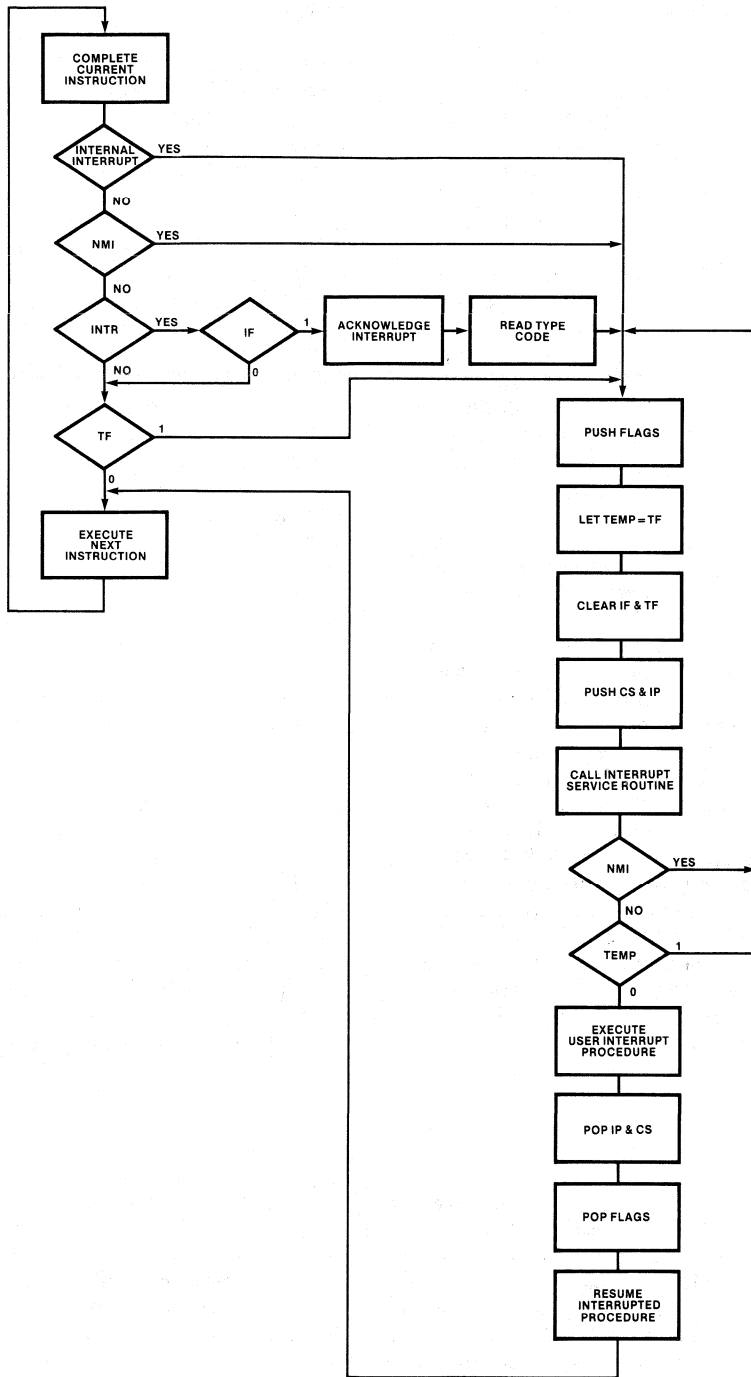 COMPLETE
CURRENT
INSTRUCTION
INTERNAL
INTERRUPT
YES
NO
NMI
YES
NO
INTR
YES
IF
1
ACKNOWLEDGE
INTERRUPT
READ TYPE
CODE
NO
0
TF
1
0
EXECUTE
NEXT
INSTRUCTION
PUSH FLAGS
LET TEMP = TF
CLEAR IF & TF
PUSH CS & IP
CALL INTERRUPT
SERVICE ROUTINE
NMI
YES
NO
TEMP
1
0
EXECUTE
USER INTERRUPT
PROCEDURE
POP IP & CS
POP FLAGS
RESUME
INTERRUPTED
PROCEDURE